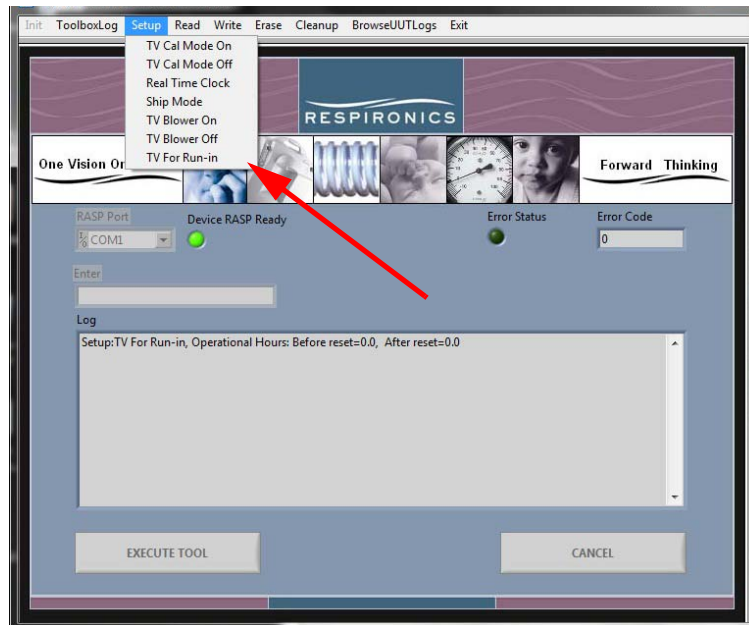 Init ToolboxLog Setup Read Write Erase Cleanup BrowseUUTLogs Exit
TV Cal Mode On
TV Cal Mode Off
Real Time Clock
Ship Mode
TV Blower On
TV Blower Off
TV For Run-in
RESPIRONICS
One Vision Forward Thinking
RASP Port
COM1
Device RASP Ready
Error Status
Error Code
0
Enter
Log
Setup:TV For Run-in, Operational Hours: Before reset=0.0, After reset=0.0
EXECUTE TOOL
CANCEL